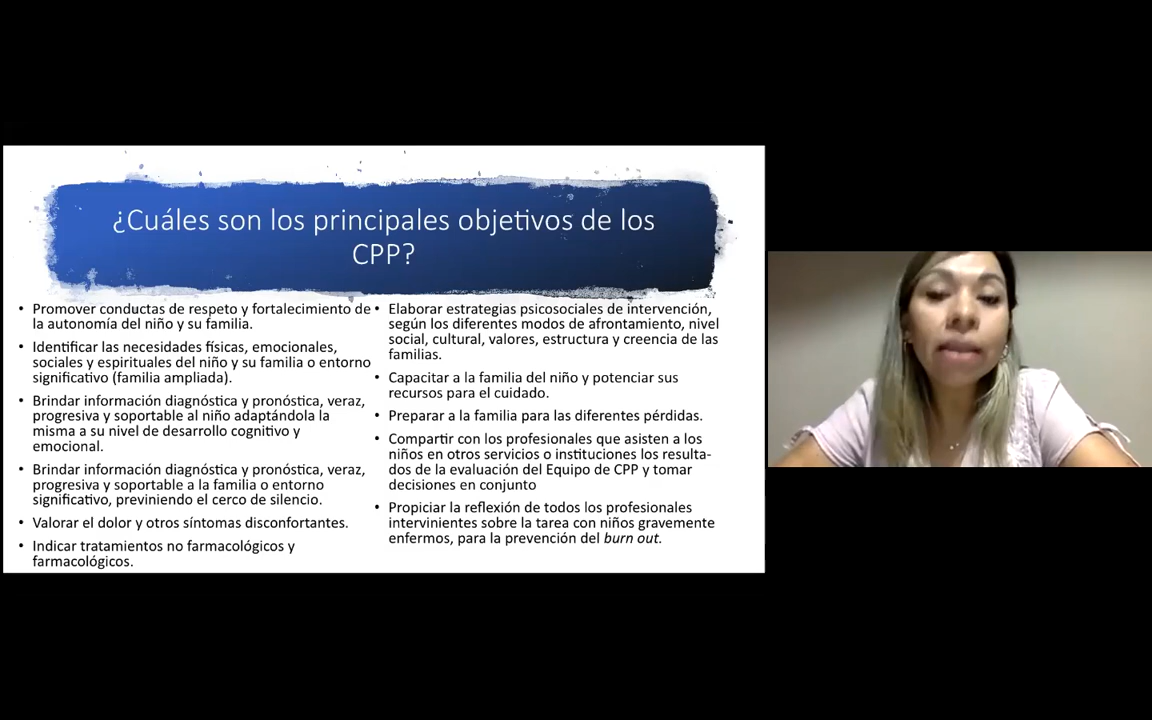 ¿Cuáles son los principales objetivos de los
CPP?
• Promover conductas de respeto y fortalecimiento de
la autonomía del niño y su familia.
• Identificar las necesidades físicas, emocionales,
sociales y espirituales del niño y su familia o entorno
significativo (familia ampliada).
• Brindar información diagnóstica y pronóstica, veraz,
progresiva y soportable al niño adaptándola la
misma a su nivel de desarrollo cognitivo y
emocional.
• Brindar información diagnóstica y pronóstica, veraz,
progresiva y soportable a la familia o entorno
significativo, previniendo el cerco de silencio.
• Valorar el dolor y otros síntomas disconfortantes.
• Indicar tratamientos no farmacológicos y
farmacológicos.
• Elaborar estrategias psicosociales de intervención,
según los diferentes modos de afrontamiento, nivel
social, cultural, valores, estructura y creencia de las
familias.
• Capacitar a la familia del niño y potenciar sus
recursos para el cuidado.
• Preparar a la familia para las diferentes pérdidas.
• Compartir con los profesionales que asisten a los
niños en otros servicios o instituciones los resulta-
dos de la evaluación del Equipo de CPP y tomar
decisiones en conjunto
• Propiciar la reflexión de todos los profesionales
intervinientes sobre la tarea con niños gravemente
enfermos, para la prevención del burn out.